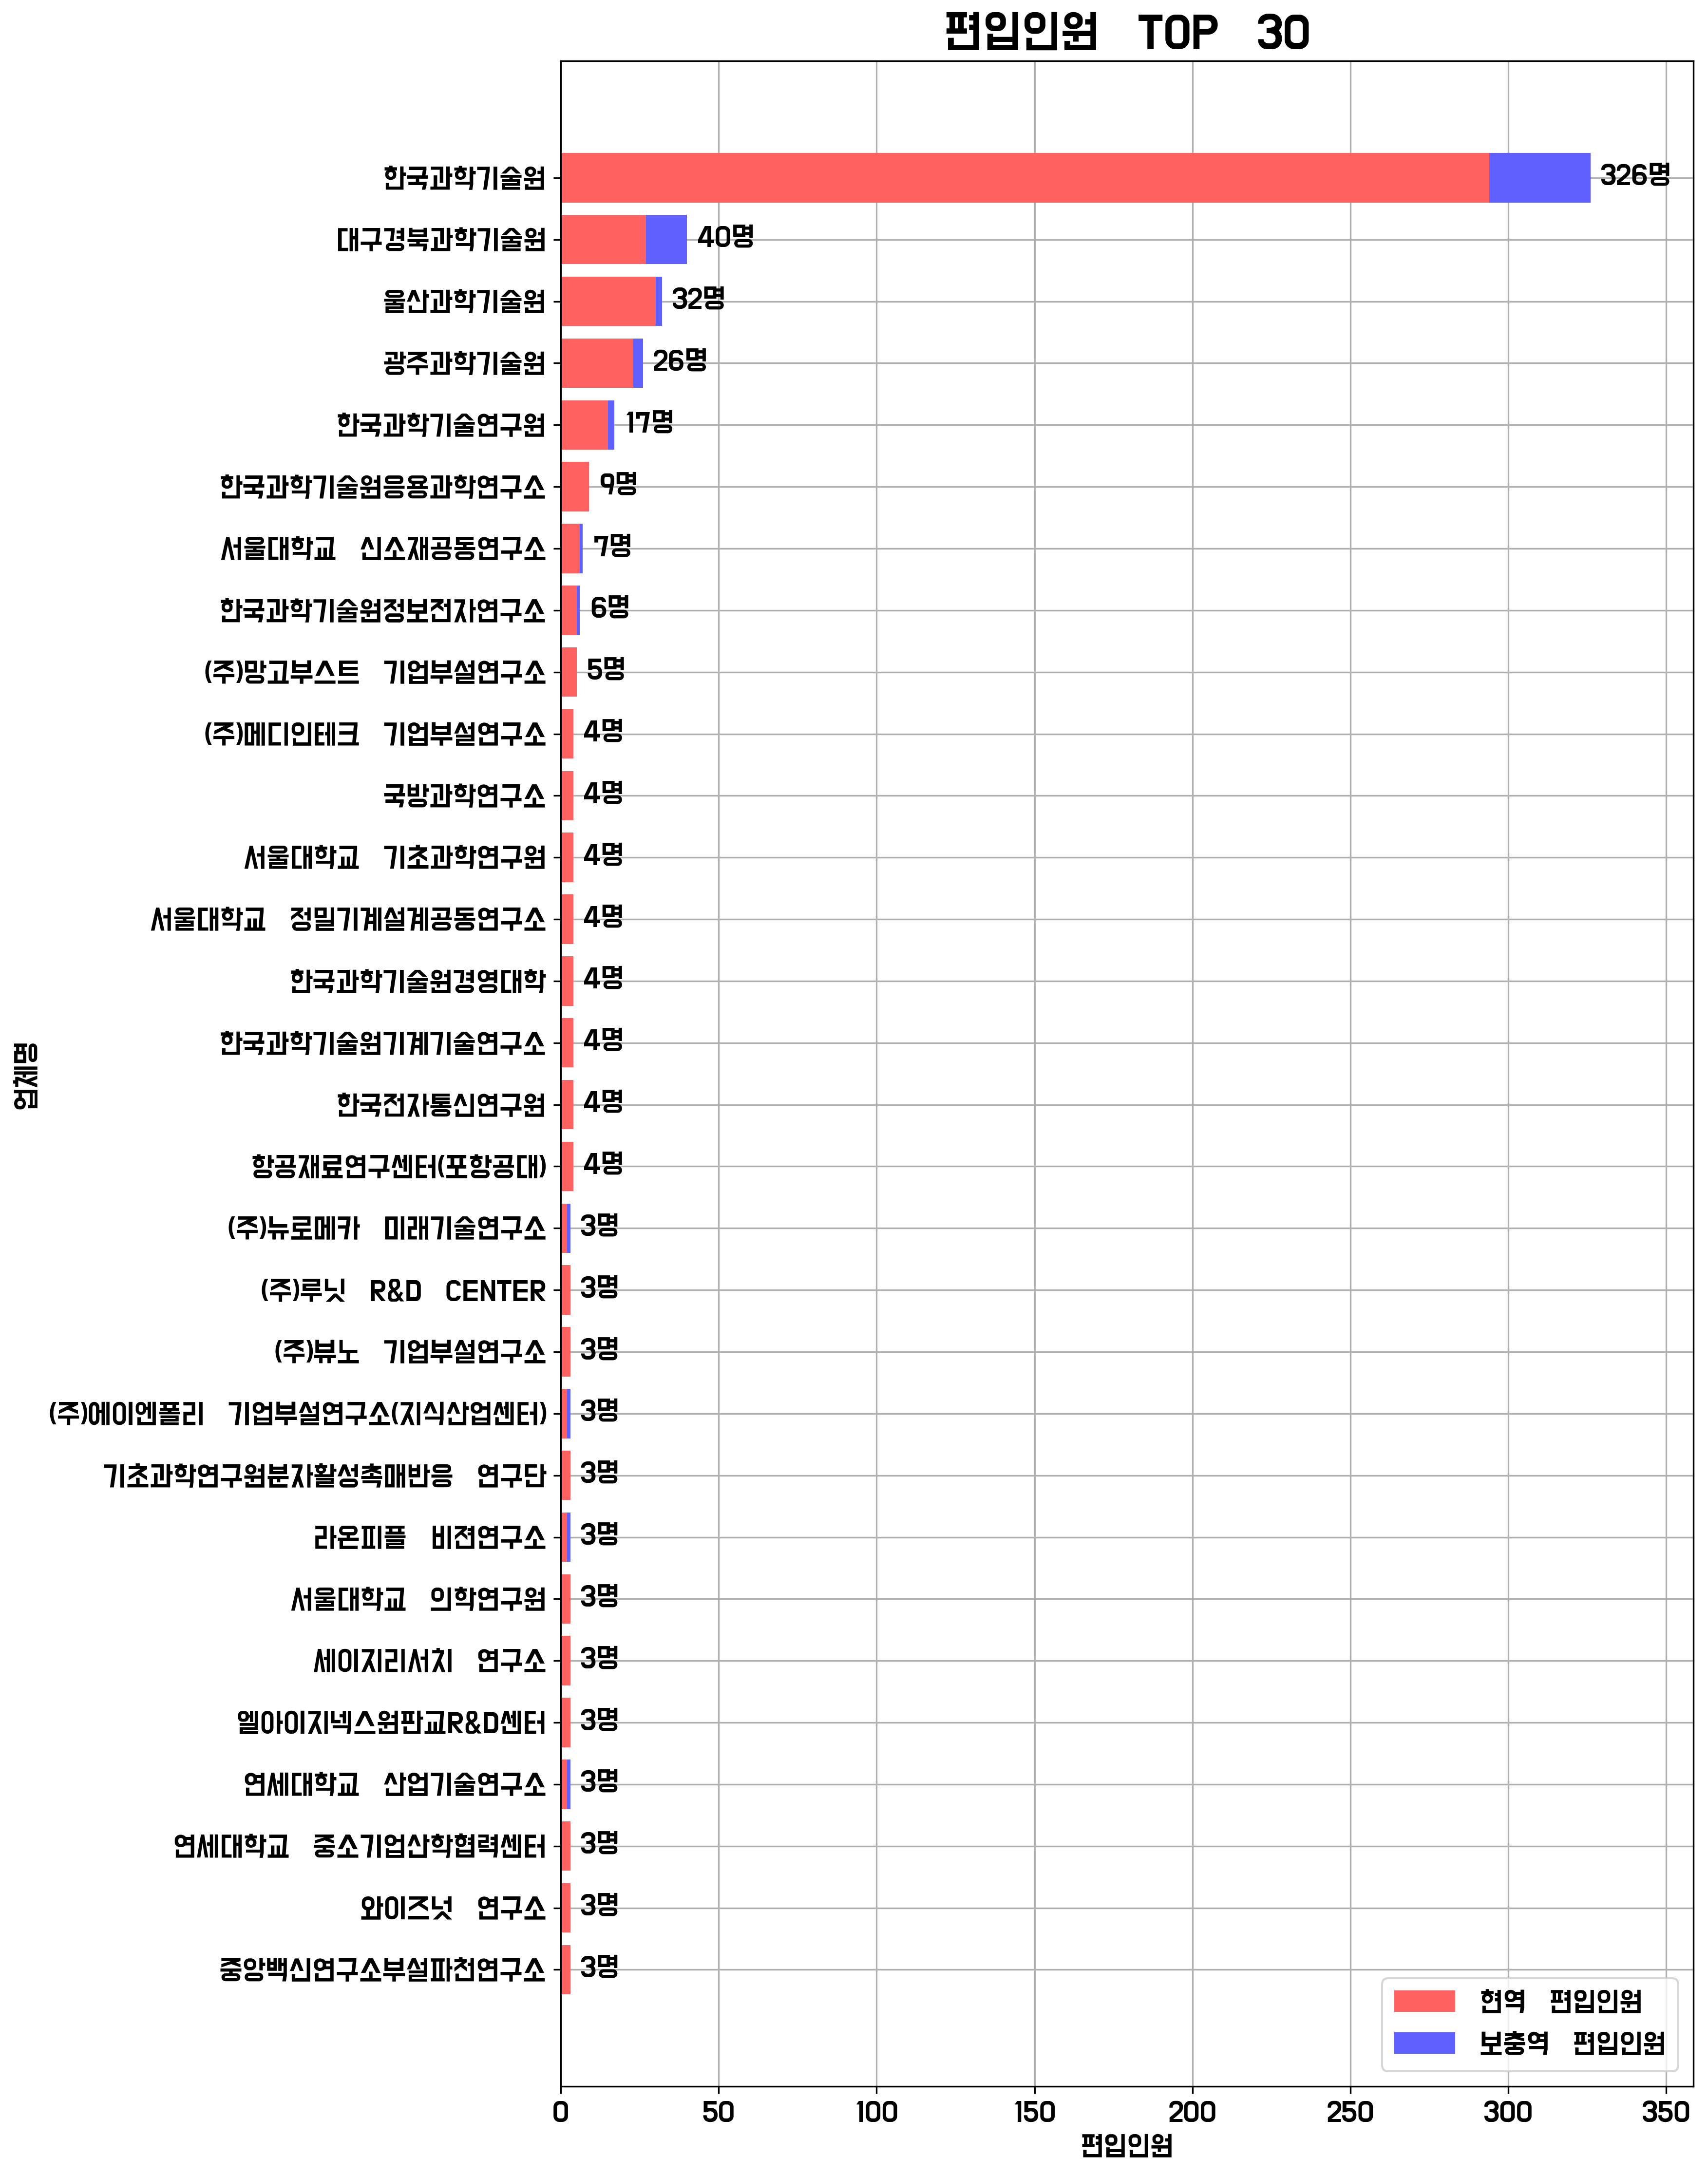 편입인원 TOP 30
한국과학기술원 326명
대구경북과학기술원 40명
울산과학기술원 32명
광주과학기술원 26명
한국과학기술연구원 17명
한국과학기술원응용과학연구소 9명
서울대학교 신소재공동연구소 7명
한국과학기술원정보전자연구소 6명
(주)망고부스트 기업부설연구소 5명
(주)메디인테크 기업부설연구소 4명
국방과학연구소 4명
서울대학교 기초과학연구원 4명
서울대학교 정밀기계설계공동연구소 4명
한국과학기술원경영대학 4명
한국과학기술원기계기술연구소 4명
한국전자통신연구원 4명
항공재료연구센터(포항공대) 4명
(주)뉴로메카 미래기술연구소 3명
(주)루닛 R&D CENTER 3명
(주)뷰노 기업부설연구소 3명
(주)에이엔폴리 기업부설연구소(지식산업센터) 3명
기초과학연구원분자활성촉매반응 연구단 3명
라온피플 비젼연구소 3명
서울대학교 의학연구원 3명
세이지리서치 연구소 3명
엘아이지넥스원판교R&D센터 3명
연세대학교 산업기술연구소 3명
연세대학교 중소기업산학협력센터 3명
와이즈넛 연구소 3명
중앙백신연구소부설파천연구소 3명
업체명
현역 편입인원
보충역 편입인원
0 50 100 150 200 250 300 350
편입인원